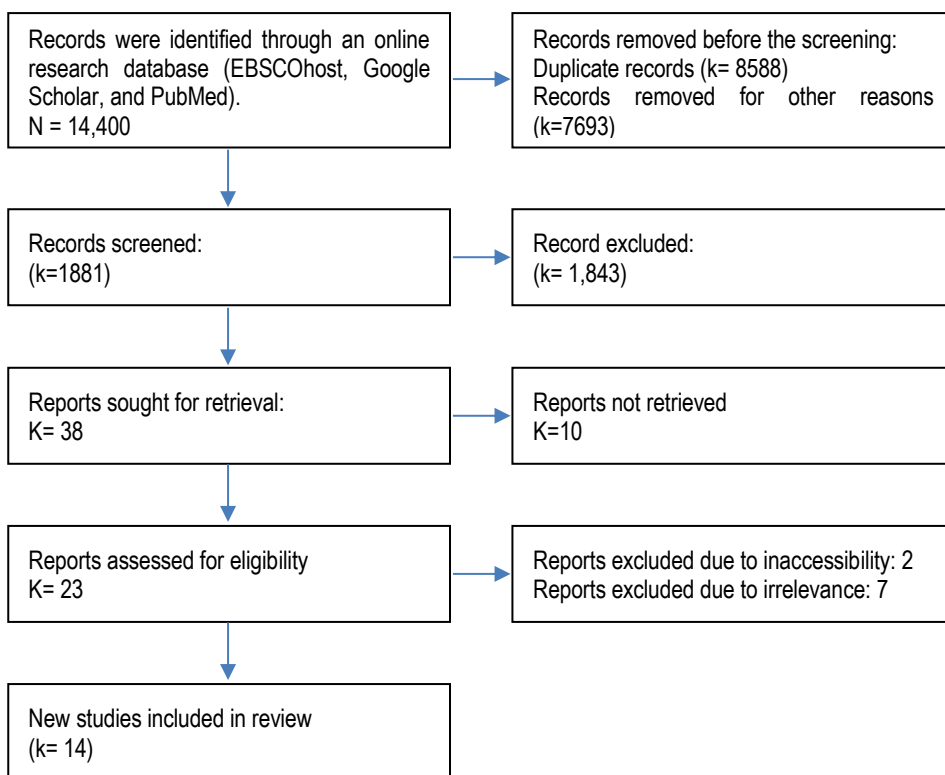 Records were identified through an online
research database (EBSCOhost, Google
Scholar, and PubMed).
N = 14,400
Records removed before the screening:
Duplicate records (k= 8588)
Records removed for other reasons
(k=7693)
Records screened:
(k=1881)
Record excluded:
(k= 1,843)
Reports sought for retrieval:
K= 38
Reports not retrieved
K=10
Reports assessed for eligibility
K= 23
Reports excluded due to inaccessibility: 2
Reports excluded due to irrelevance: 7
New studies included in review
(k= 14)